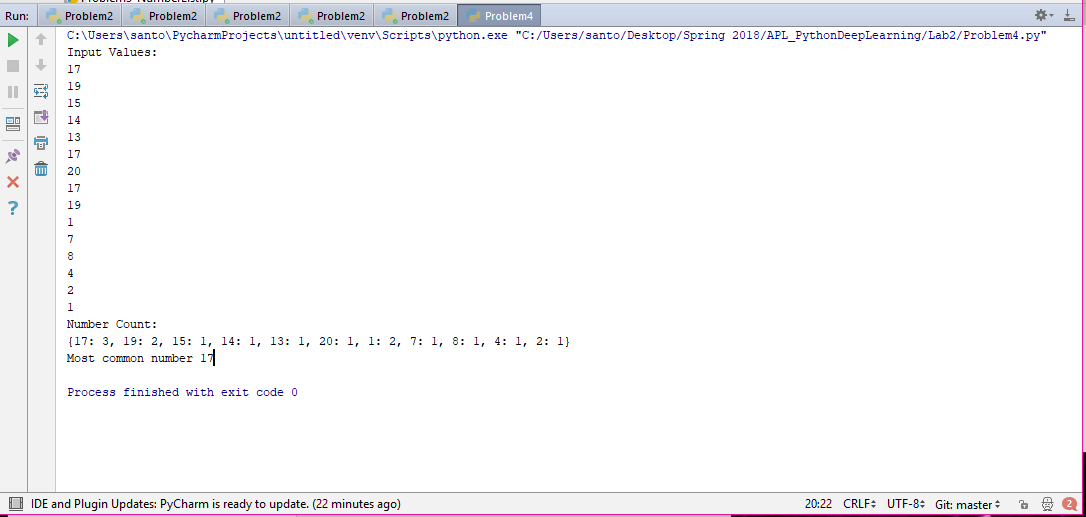 Problem3-NumberList.py
Run: Problem2 Problem2 Problem2 Problem2 Problem2 Problem4
C:\Users\santo\PycharmProjects\untitled\venv\Scripts\python.exe "C:/Users/santo/Desktop/Spring 2018/APL_PythonDeepLearning/Lab2/Problem4.py"
Input Values:
17
19
15
14
13
17
20
17
19
1
7
8
4
2
1
Number Count:
{17: 3, 19: 2, 15: 1, 14: 1, 13: 1, 20: 1, 1: 2, 7: 1, 8: 1, 4: 1, 2: 1}
Most common number 17
Process finished with exit code 0
IDE and Plugin Updates: PyCharm is ready to update. (22 minutes ago) 20:22 CRLF UTF-8 Git: master 2